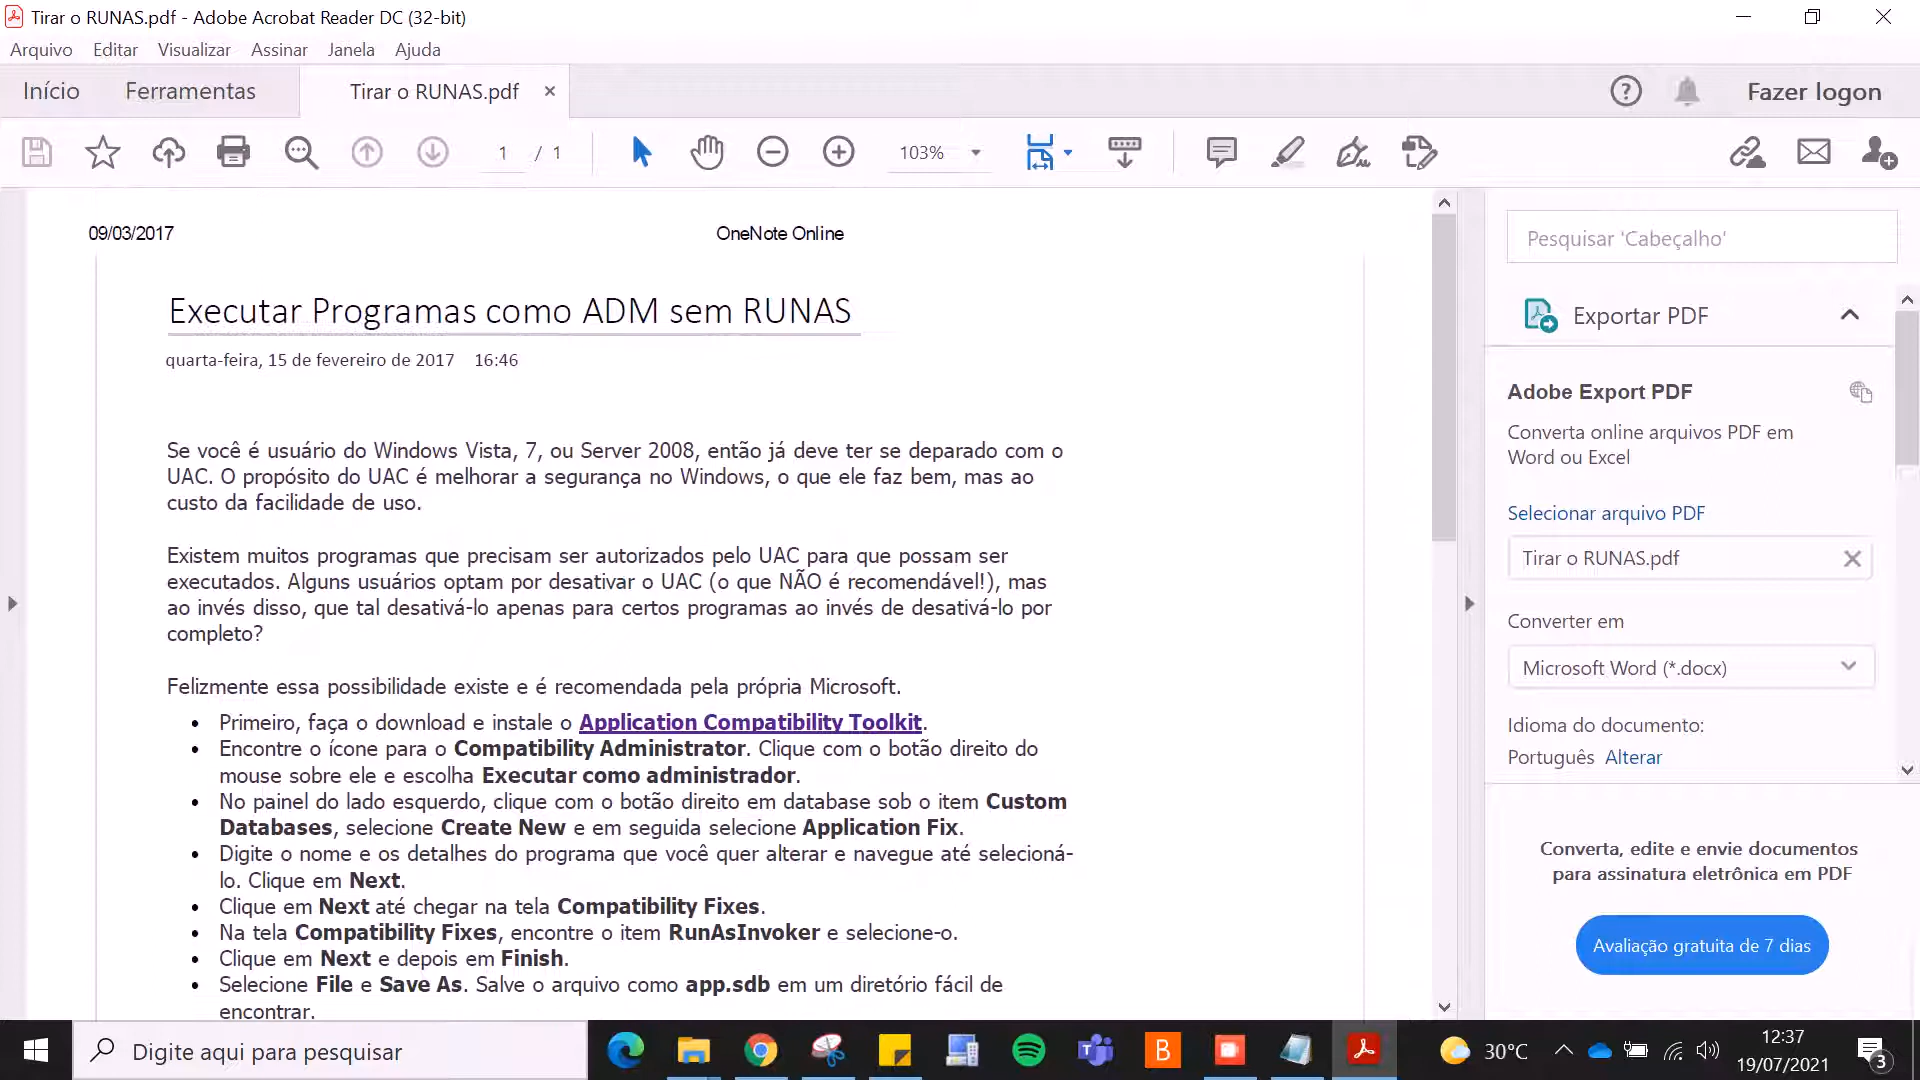 Tirar o RUNAS.pdf - Adobe Acrobat Reader DC (32-bit)
Arquivo Editar Visualizar Assinar Janela Ajuda
Início Ferramentas Tirar o RUNAS.pdf Fazer logon
1 / 1 103%
09/03/2017 OneNote Online
Executar Programas como ADM sem RUNAS
quarta-feira, 15 de fevereiro de 2017 16:46
Se você é usuário do Windows Vista, 7, ou Server 2008, então já deve ter se deparado com o
UAC. O propósito do UAC é melhorar a segurança no Windows, o que ele faz bem, mas ao
custo da facilidade de uso.
Existem muitos programas que precisam ser autorizados pelo UAC para que possam ser
executados. Alguns usuários optam por desativar o UAC (o que NÃO é recomendável!), mas
ao invés disso, que tal desativá-lo apenas para certos programas ao invés de desativá-lo por
completo?
Felizmente essa possibilidade existe e é recomendada pela própria Microsoft.
• Primeiro, faça o download e instale o Application Compatibility Toolkit.
• Encontre o ícone para o Compatibility Administrator. Clique com o botão direito do
mouse sobre ele e escolha Executar como administrador.
• No painel do lado esquerdo, clique com o botão direito em database sob o item Custom
Databases, selecione Create New e em seguida selecione Application Fix.
• Digite o nome e os detalhes do programa que você quer alterar e navegue até selecioná-
lo. Clique em Next.
• Clique em Next até chegar na tela Compatibility Fixes.
• Na tela Compatibility Fixes, encontre o item RunAsInvoker e selecione-o.
• Clique em Next e depois em Finish.
• Selecione File e Save As. Salve o arquivo como app.sdb em um diretório fácil de
encontrar.
Pesquisar 'Cabeçalho'
Exportar PDF
Adobe Export PDF
Converta online arquivos PDF em
Word ou Excel
Selecionar arquivo PDF
Tirar o RUNAS.pdf
Converter em
Microsoft Word (*.docx)
Idioma do documento:
Português Alterar
Converta, edite e envie documentos
para assinatura eletrônica em PDF
Avaliação gratuita de 7 dias
Digite aqui para pesquisar
B
30°C
12:37
19/07/2021
3